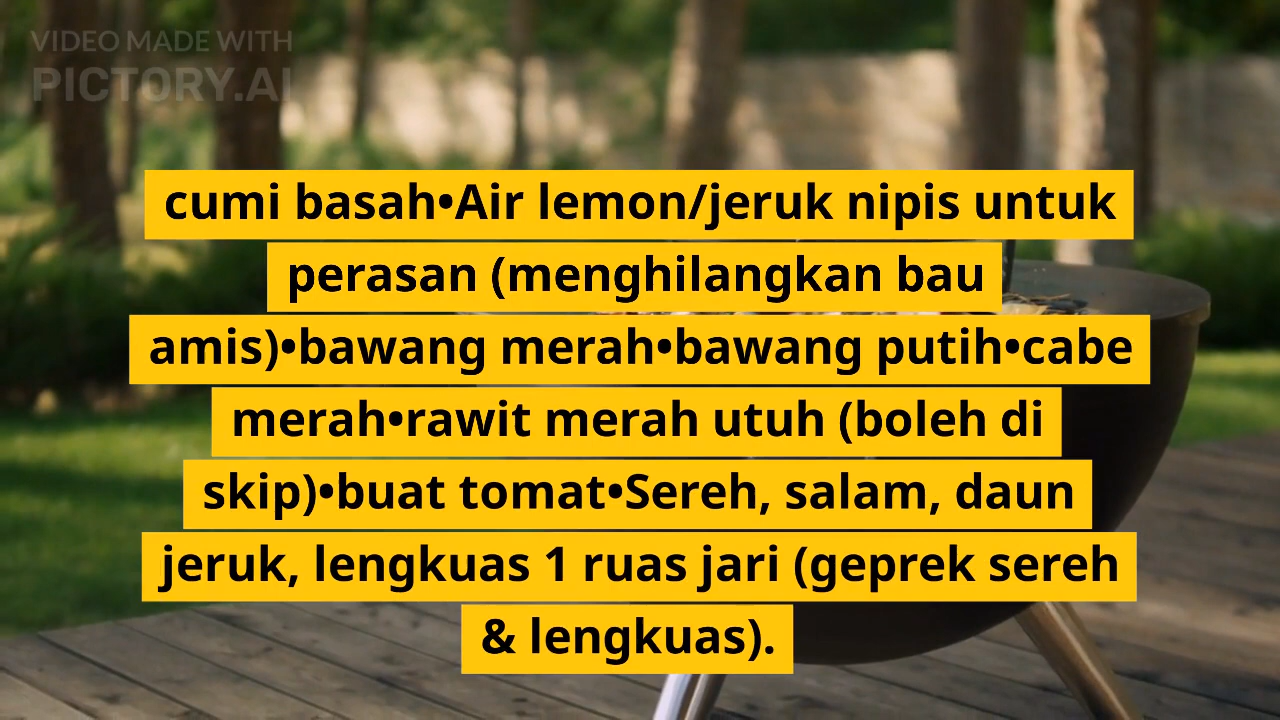 VIDEO MADE WITH
PICTORY.AI
cumi basah•Air lemon/jeruk nipis untuk
perasan (menghilangkan bau
amis)•bawang merah•bawang putih•cabe
merah•rawit merah utuh (boleh di
skip)•buat tomat•Sereh, salam, daun
jeruk, lengkuas 1 ruas jari (geprek sereh
& lengkuas).